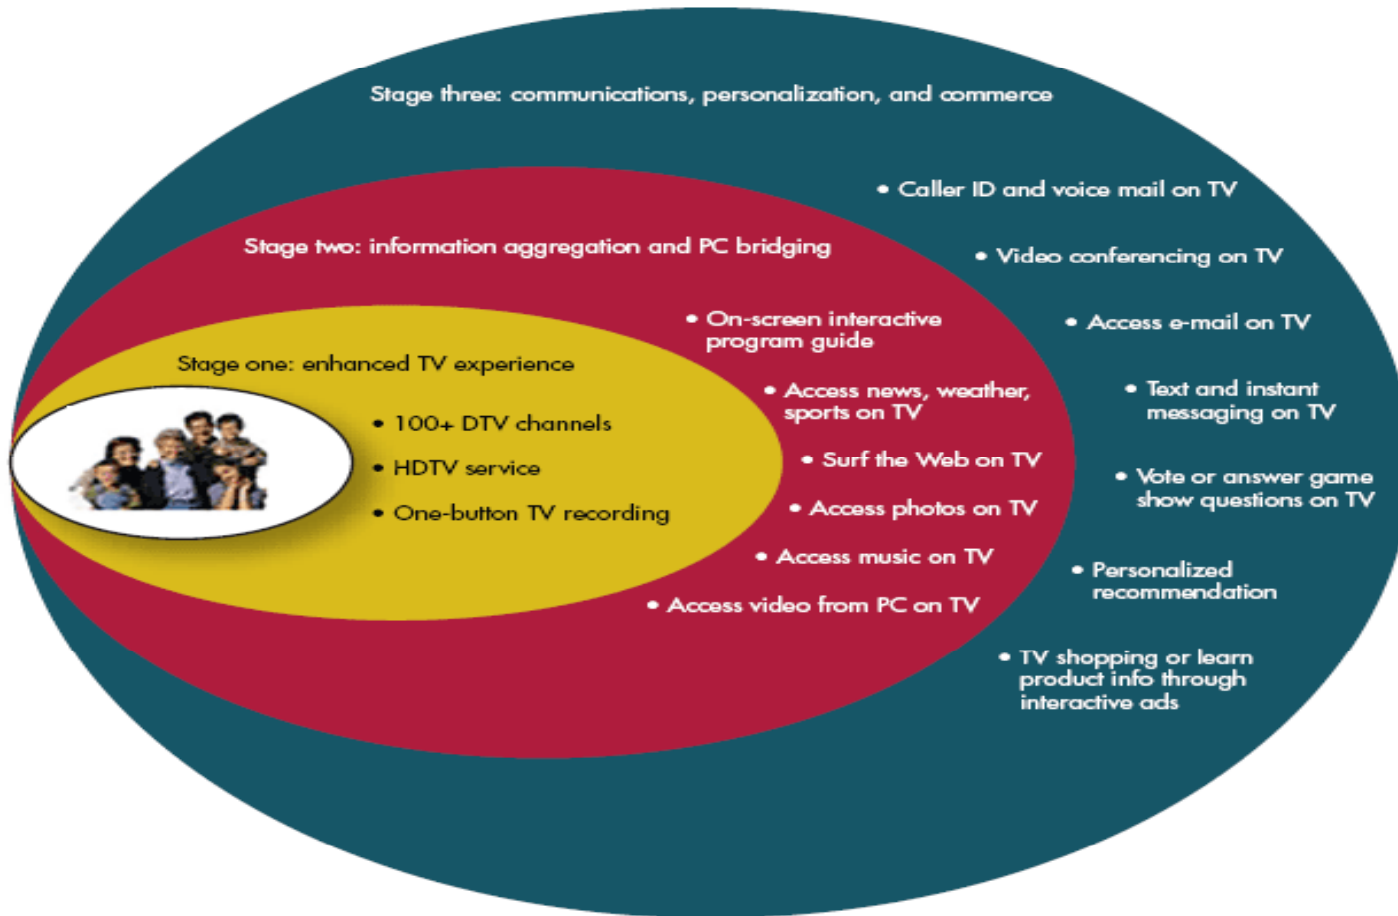 Stage three: communications, personalization, and commerce
• Caller ID and voice mail on TV
• Video conferencing on TV
• Access e-mail on TV
• Text and instant
messaging on TV
• Vote or answer game
show questions on TV
• Personalized
recommendation
• TV shopping or learn
product info through
interactive ads
Stage two: information aggregation and PC bridging
• On-screen interactive
program guide
• Access news, weather,
sports on TV
• Surf the Web on TV
• Access photos on TV
• Access music on TV
• Access video from PC on TV
Stage one: enhanced TV experience
• 100+ DTV channels
• HDTV service
• One-button TV recording